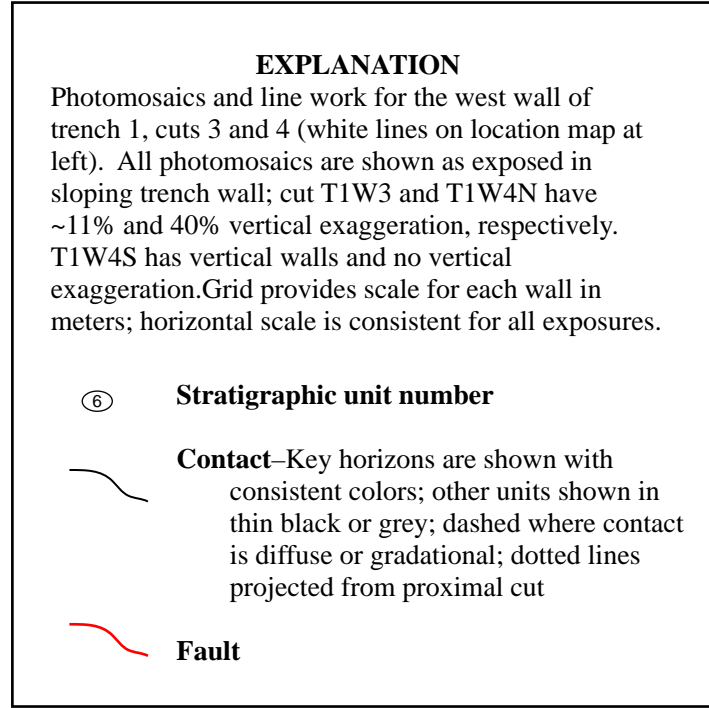 EXPLANATION
Photomosaics and line work for the west wall of
trench 1, cuts 3 and 4 (white lines on location map at
left).  All photomosaics are shown as exposed in
sloping trench wall; cut T1W3 and T1W4N have
~11% and 40% vertical exaggeration, respectively.
T1W4S has vertical walls and no vertical
exaggeration.Grid provides scale for each wall in
meters; horizontal scale is consistent for all exposures.
6 Stratigraphic unit number
Contact–Key horizons are shown with
consistent colors; other units shown in
thin black or grey; dashed where contact
is diffuse or gradational; dotted lines
projected from proximal cut
Fault